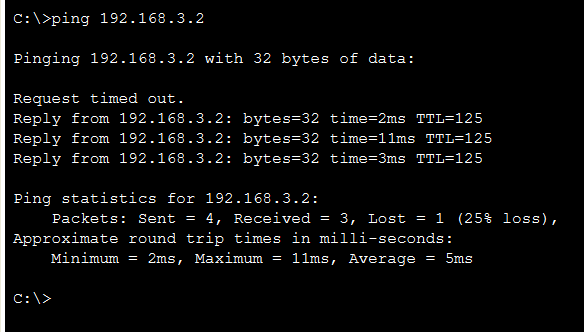 C:\>ping 192.168.3.2
Pinging 192.168.3.2 with 32 bytes of data:
Request timed out.
Reply from 192.168.3.2: bytes=32 time=2ms TTL=125
Reply from 192.168.3.2: bytes=32 time=11ms TTL=125
Reply from 192.168.3.2: bytes=32 time=3ms TTL=125
Ping statistics for 192.168.3.2:
    Packets: Sent = 4, Received = 3, Lost = 1 (25% loss),
Approximate round trip times in milli-seconds:
    Minimum = 2ms, Maximum = 11ms, Average = 5ms
C:\>